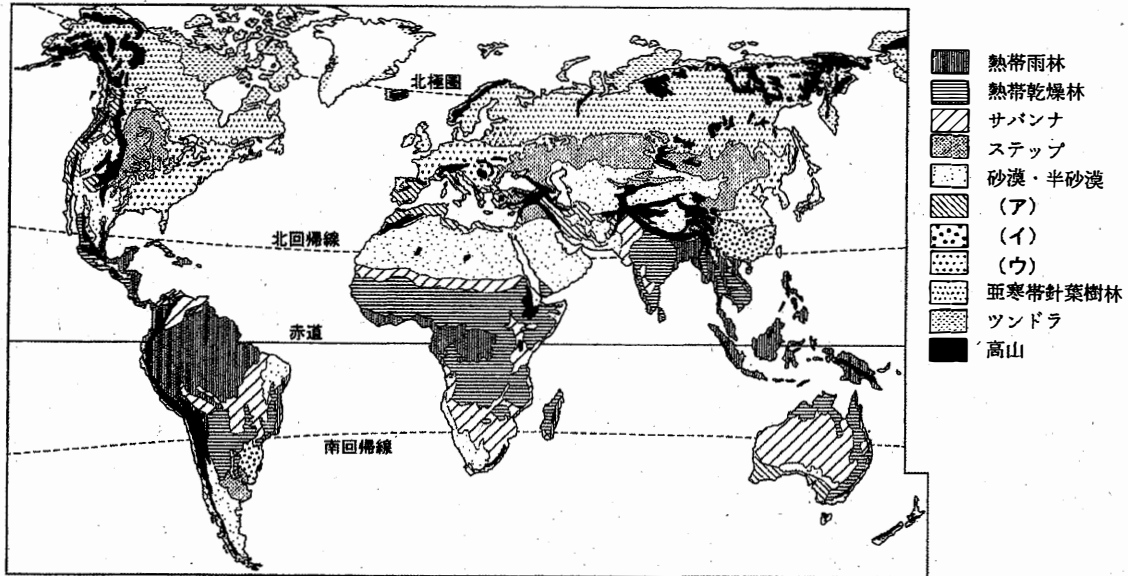 北極圏
北回帰線
赤道
南回帰線
熱帯雨林
熱帯乾燥林
サバンナ
ステップ
砂漠・半砂漠
（ア）
（イ）
（ウ）
亜寒帯針葉樹林
ツンドラ
高山